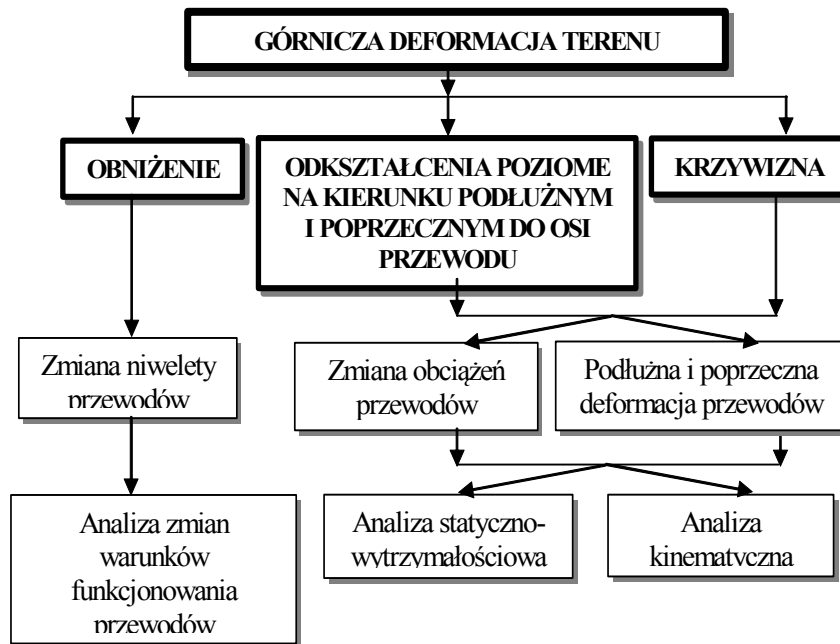 GÓRNICZA DEFORMACJA TERENU
OBNIŻENIE
ODKSZTAŁCENIA POZIOME
NA KIERUNKU PODŁUŻNYM
I POPRZECZNYM DO OSI
PRZEWODU
KRZYWIZNA
Zmiana niwelety
przewodów
Zmiana obciążeń
przewodów
Podłużna i poprzeczna
deformacja przewodów
Analiza zmian
warunków
funkcjonowania
przewodów
Analiza statyczno-
wytrzymałościowa
Analiza
kinematyczna